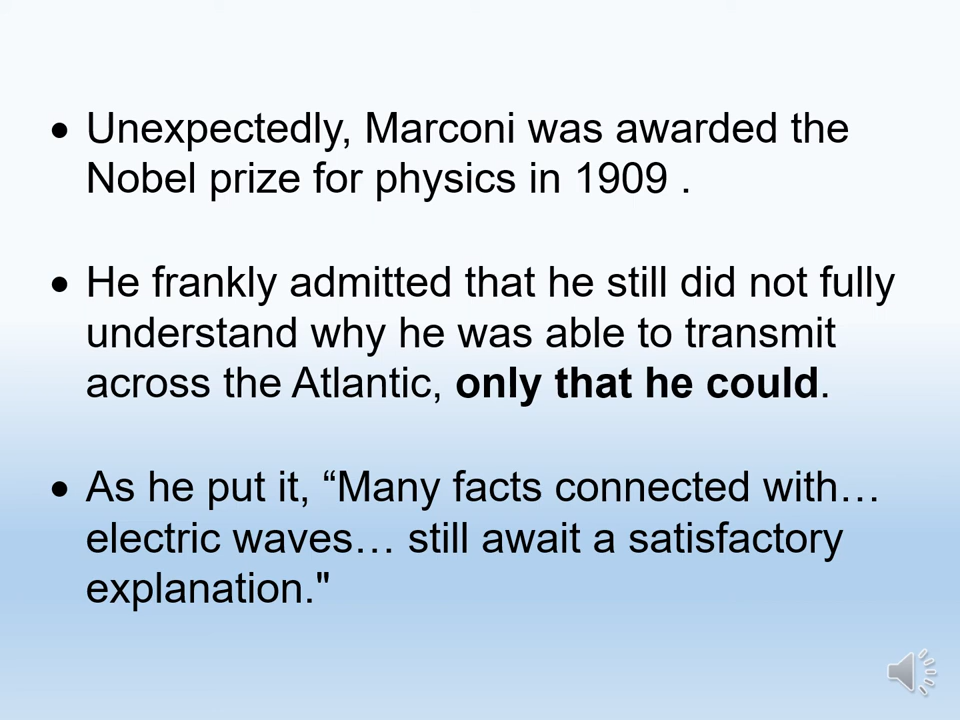 • Unexpectedly, Marconi was awarded the
Nobel prize for physics in 1909 .
• He frankly admitted that he still did not fully
understand why he was able to transmit
across the Atlantic, only that he could.
• As he put it, “Many facts connected with…
electric waves… still await a satisfactory
explanation."